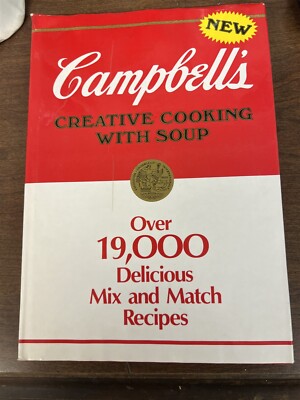 NEW
Campbell's
CREATIVE COOKING
WITH SOUP
Over
19,000
Delicious
Mix and Match
Recipes